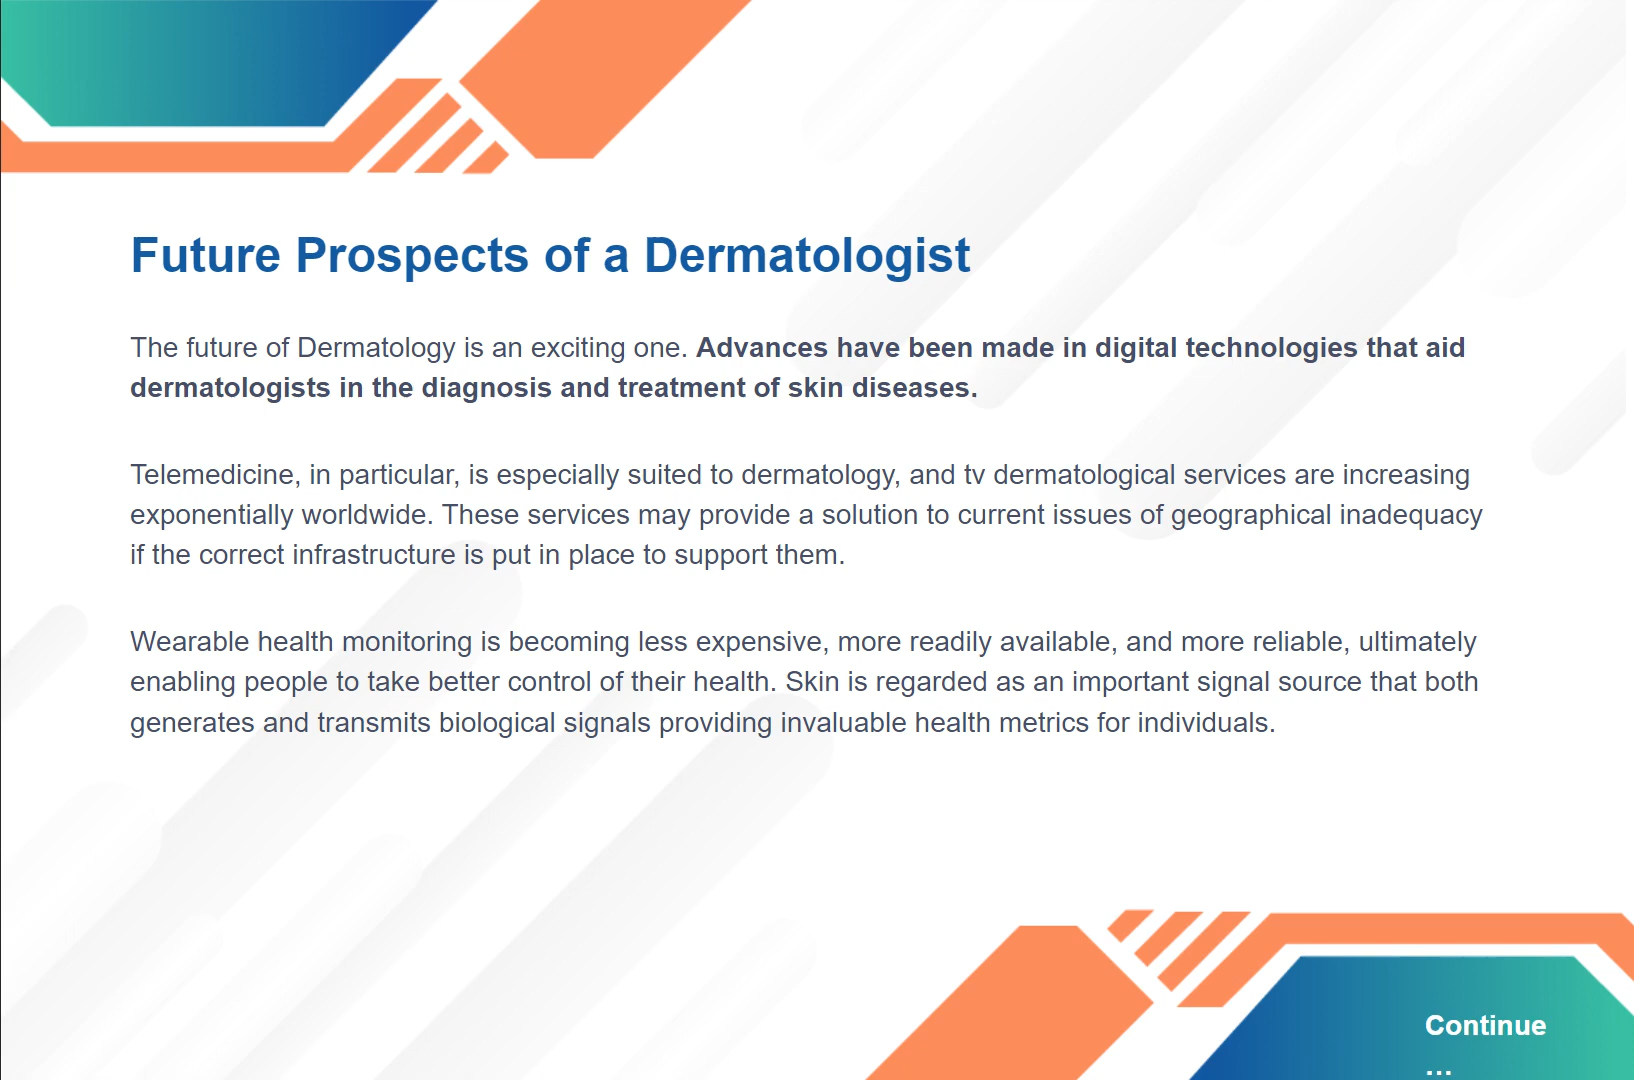 Future Prospects of a Dermatologist
The future of Dermatology is an exciting one. Advances have been made in digital technologies that aid
dermatologists in the diagnosis and treatment of skin diseases.
Telemedicine, in particular, is especially suited to dermatology, and tv dermatological services are increasing
exponentially worldwide. These services may provide a solution to current issues of geographical inadequacy
if the correct infrastructure is put in place to support them.
Wearable health monitoring is becoming less expensive, more readily available, and more reliable, ultimately
enabling people to take better control of their health. Skin is regarded as an important signal source that both
generates and transmits biological signals providing invaluable health metrics for individuals.
Continue
...